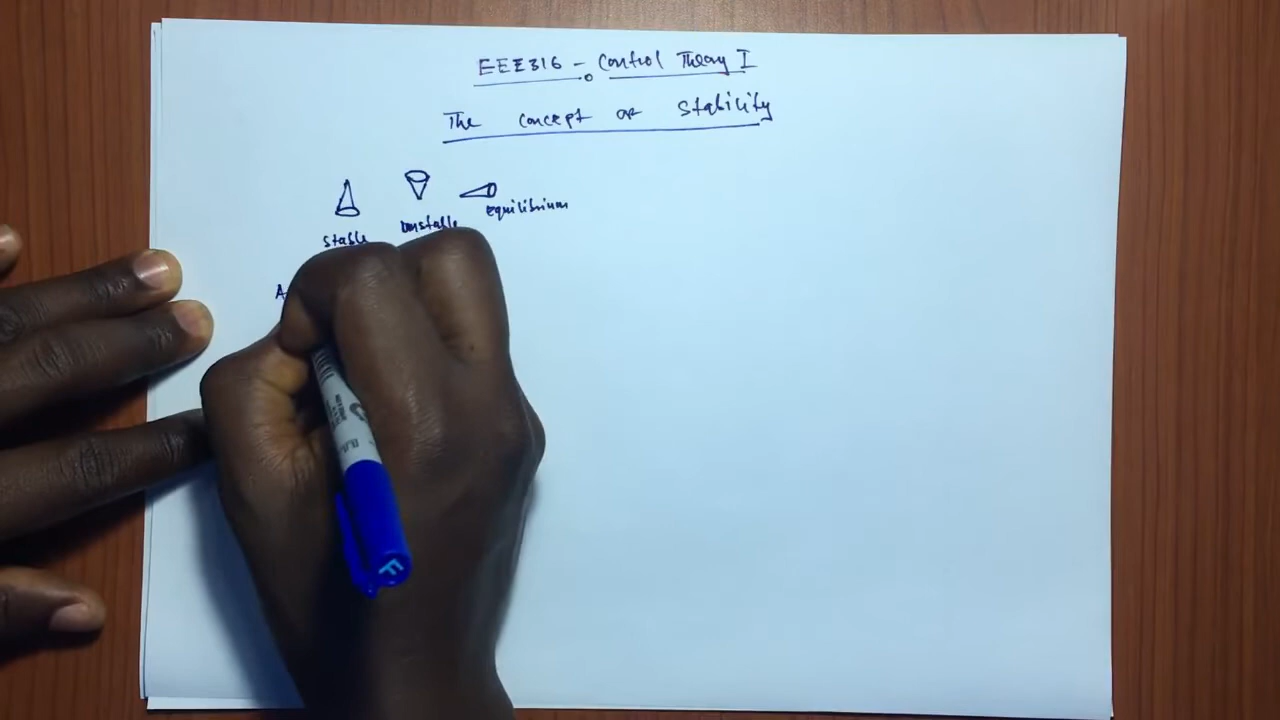 EEE316 - Control Theory I
The concept of Stability
equilibrium
unstable
stable
A
F